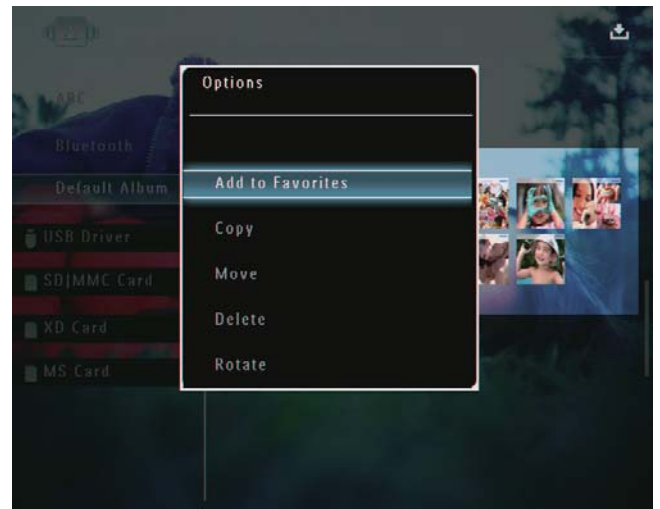 Options
ABC
Bluetooth
Default Album
USB Driver
SD|MMC Card
XD Card
MS Card
Add to Favorites
Copy
Move
Delete
Rotate